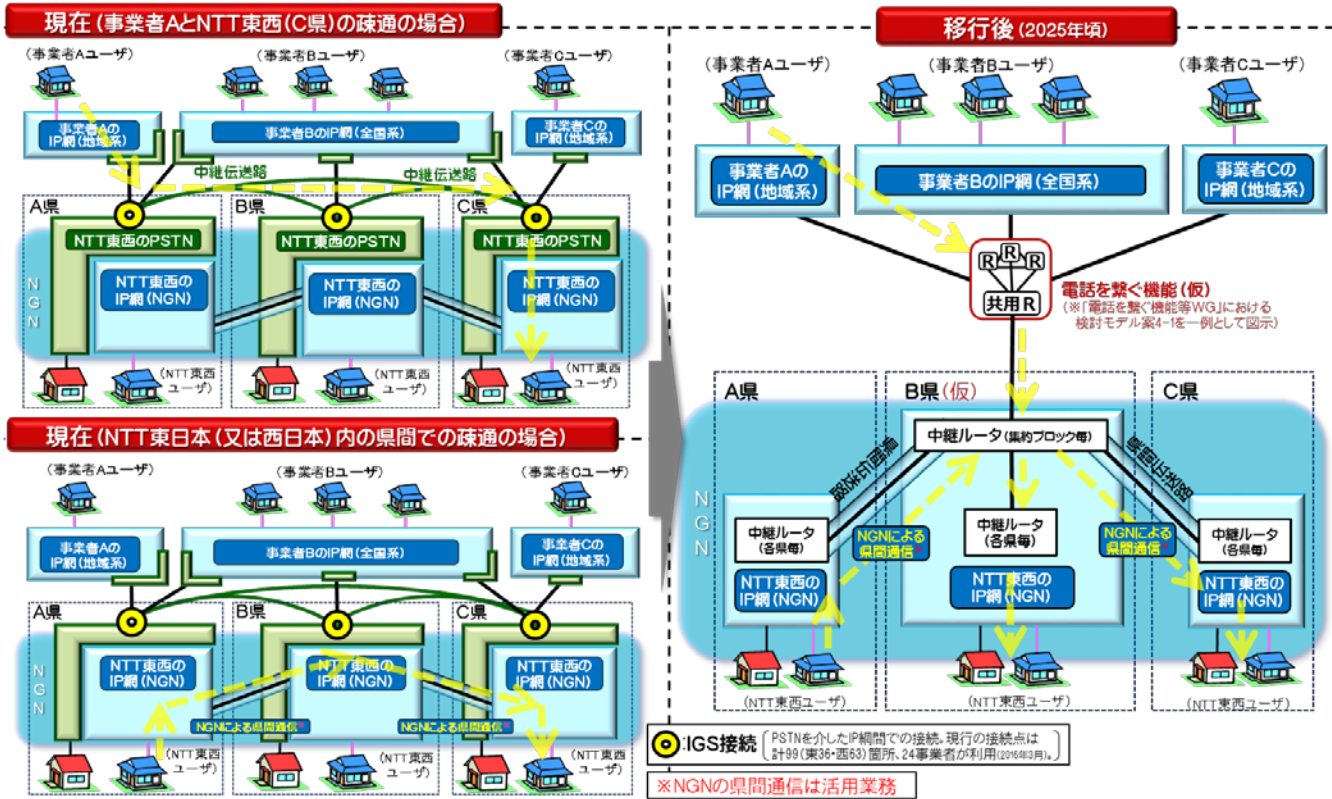 現在(事業者AとNTT東西(C県)の疎通の場合)
(事業者Aユーザ)
(事業者Bユーザ)
(事業者Cユーザ)
事業者Aの
IP網(地域系)
事業者BのIP網(全国系)
事業者Cの
IP網(地域系)
中継伝送路
中継伝送路
A県
B県
C県
NTT東西のPSTN
NTT東西のPSTN
NTT東西のPSTN
NGN
NTT東西の
IP網(NGN)
NTT東西の
IP網(NGN)
NTT東西の
IP網(NGN)
(NTT東西
ユーザ)
(NTT東西
ユーザ)
(NTT東西
ユーザ)
現在(NTT東日本(又は西日本)内の県間での疎通の場合)
(事業者Aユーザ)
(事業者Bユーザ)
(事業者Cユーザ)
事業者Aの
IP網(地域系)
事業者BのIP網(全国系)
事業者Cの
IP網(地域系)
A県
B県
C県
NGN
NTT東西の
IP網(NGN)
NTT東西の
IP網(NGN)
NTT東西の
IP網(NGN)
NGNによる県間通信※
NGNによる県間通信※
(NTT東西
ユーザ)
(NTT東西
ユーザ)
(NTT東西
ユーザ)
移行後(2025年頃)
(事業者Aユーザ)
(事業者Bユーザ)
(事業者Cユーザ)
事業者Aの
IP網(地域系)
事業者BのIP網(全国系)
事業者Cの
IP網(地域系)
R
R
R
共用R
電話を繋ぐ機能(仮)
(※「電話を繋ぐ機能等WG」における
検討モデル案4-1を一例として図示)
A県
B県(仮)
C県
NGN
中継ルータ(集約ブロック毎)
県間伝送路
県間伝送路
中継ルータ
(各県毎)
中継ルータ
(各県毎)
中継ルータ
(各県毎)
NGNによる
県間通信※
NGNによる
県間通信※
NTT東西の
IP網(NGN)
NTT東西の
IP網(NGN)
NTT東西の
IP網(NGN)
(NTT東西ユーザ)
(NTT東西ユーザ)
(NTT東西ユーザ)
:IGS接続
PSTNを介したIP網間での接続。現行の接続点は
計99(東36・西63)箇所、24事業者が利用(2016年3月)。
※NGNの県間通信は活用業務